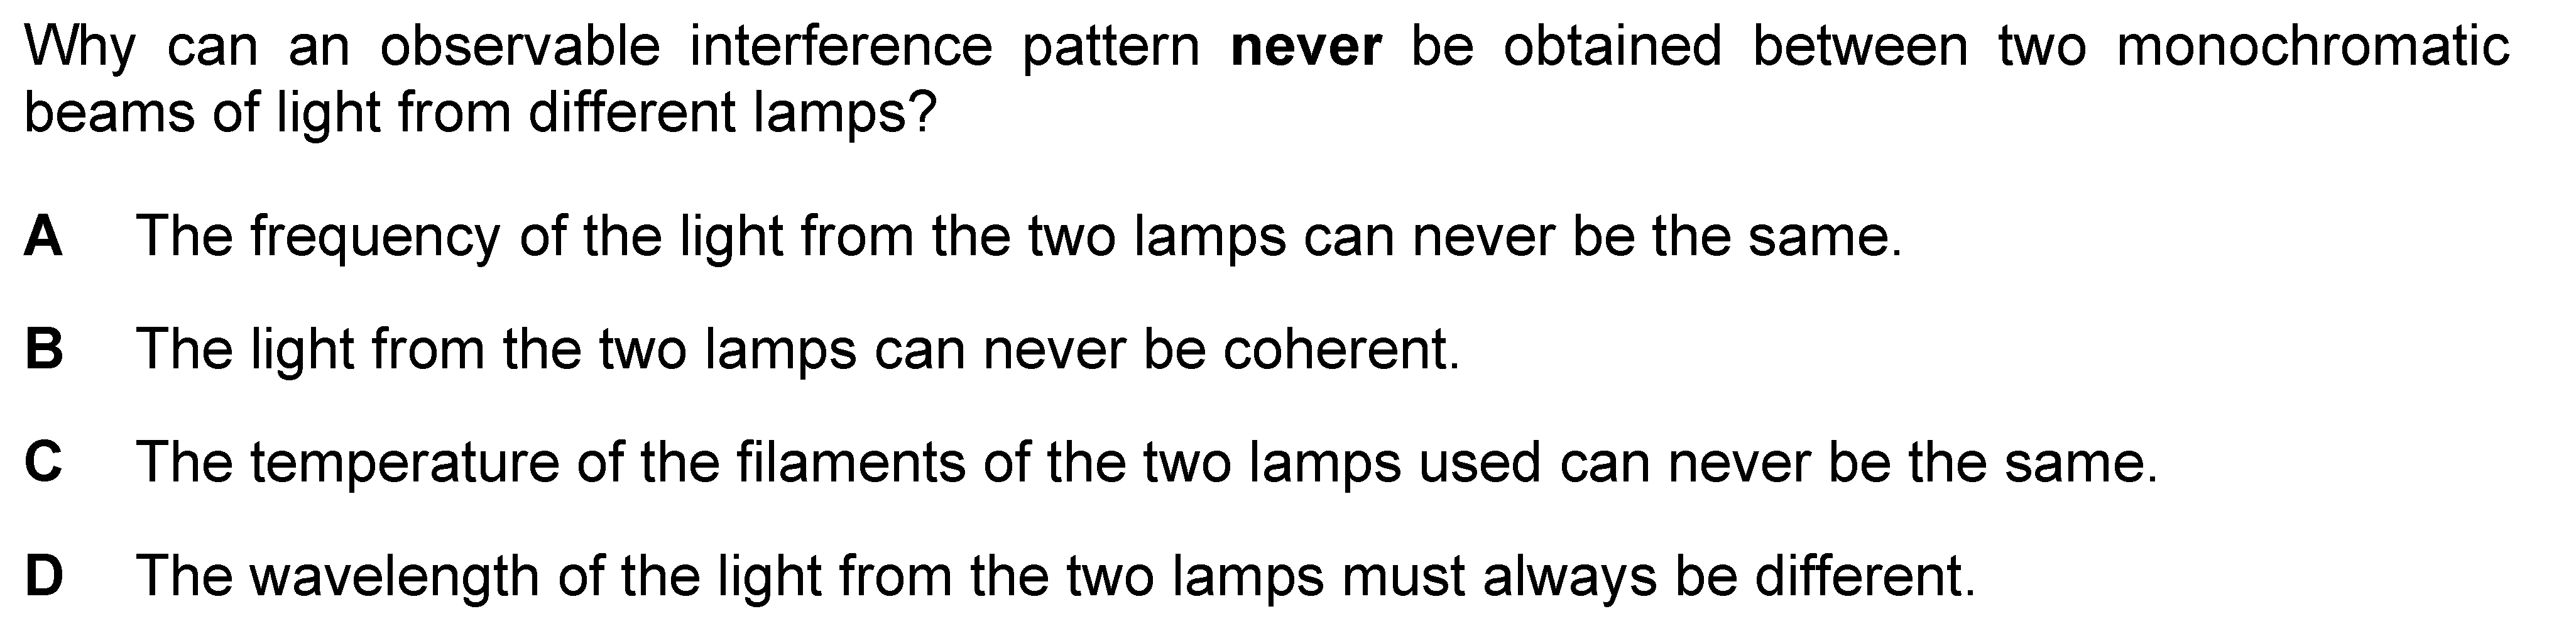 Why can an observable interference pattern never be obtained between two monochromatic
beams of light from different lamps?
A The frequency of the light from the two lamps can never be the same.
B The light from the two lamps can never be coherent.
C The temperature of the filaments of the two lamps used can never be the same.
D The wavelength of the light from the two lamps must always be different.